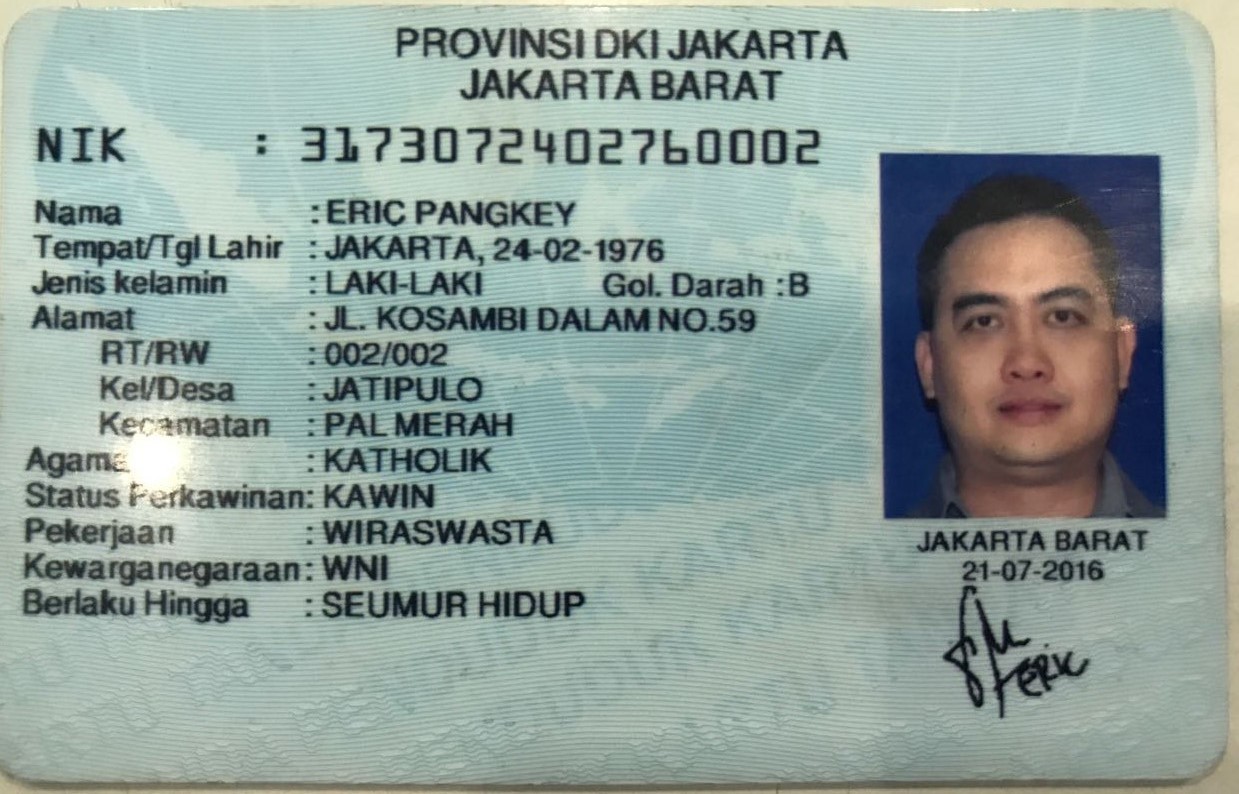 PROVINSI DKI JAKARTA
JAKARTA BARAT
NIK : 3173072402760002
Nama : ERIC PANGKEY
Tempat/Tgl Lahir : JAKARTA, 24-02-1976
Jenis kelamin : LAKI-LAKI Gol. Darah : B
Alamat : JL. KOSAMBI DALAM NO.59
RT/RW : 002/002
Kel/Desa : JATIPULO
Kecamatan : PAL MERAH
Agama : KATHOLIK
Status Perkawinan: KAWIN
Pekerjaan : WIRASWASTA
Kewarganegaraan: WNI
Berlaku Hingga : SEUMUR HIDUP
JAKARTA BARAT
21-07-2016
ERIC